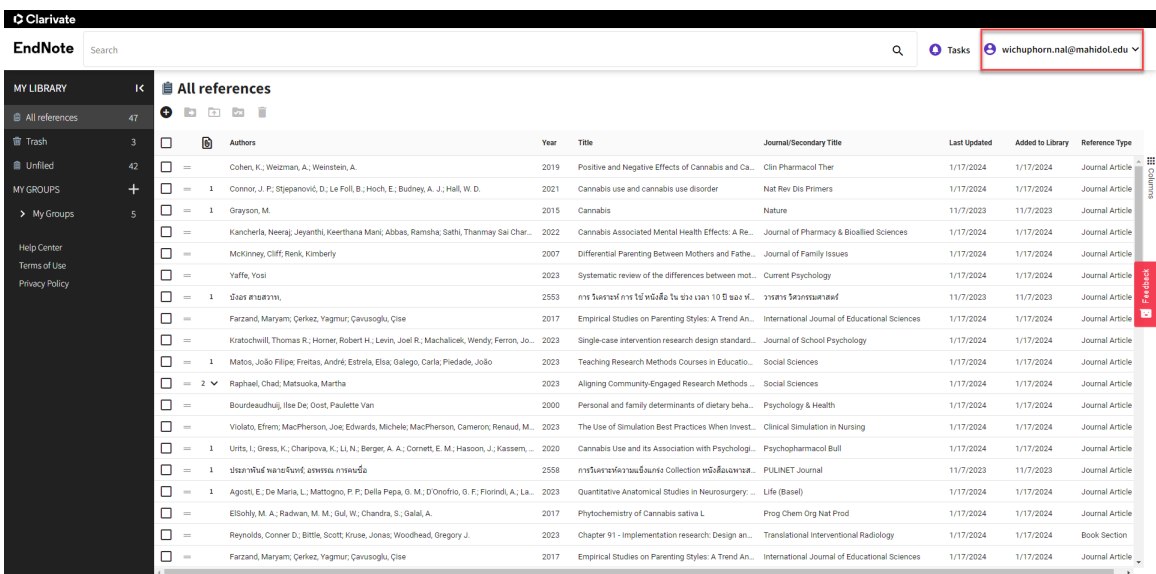 Clarivate
EndNote Search Tasks wichuphorn.nal@mahidol.edu
MY LIBRARY
All references 47
Trash 3
Unfiled 42
MY GROUPS
My Groups 5
Help Center
Terms of Use
Privacy Policy
All references
Authors Year Title Journal/Secondary Title Last Updated Added to Library Reference Type
Cohen, K.; Weizman, A.; Weinstein, A. 2019 Positive and Negative Effects of Cannabis and Ca... Clin Pharmacol Ther 1/17/2024 1/17/2024 Journal Article
1 Connor, J. P.; Stjepanović, D.; Le Foll, B.; Hoch, E.; Budney, A. J.; Hall, W. D. 2021 Cannabis use and cannabis use disorder Nat Rev Dis Primers 1/17/2024 1/17/2024 Journal Article
1 Grayson, M. 2015 Cannabis Nature 11/7/2023 11/7/2023 Journal Article
Kancherla, Neeraj; Jeyanthi, Keerthana Mani; Abbas, Ramsha; Sathi, Thanmay Sai Char... 2022 Cannabis Associated Mental Health Effects: A Re... Journal of Pharmacy & Bioallied Sciences 1/17/2024 1/17/2024 Journal Article
McKinney, Cliff; Renk, Kimberly 2007 Differential Parenting Between Mothers and Fathe... Journal of Family Issues 1/17/2024 1/17/2024 Journal Article
Yaffe, Yosi 2023 Systematic review of the differences between mot... Current Psychology 1/17/2024 1/17/2024 Journal Article
1 บังอร สายสวาท, 2553 การ วิเคราะห์ การ ใช้ หนังสือ ใน ช่วง เวลา 10 ปี ของ ห้... วารสาร วิศวกรรมศาสตร์ 11/7/2023 11/7/2023 Journal Article
Farzand, Maryam; Çerkez, Yagmur; Çavusoglu, Çise 2017 Empirical Studies on Parenting Styles: A Trend An... International Journal of Educational Sciences 1/17/2024 1/17/2024 Journal Article
Kratochwill, Thomas R.; Horner, Robert H.; Levin, Joel R.; Machalicek, Wendy; Ferron, Jo... 2023 Single-case intervention research design standard... Journal of School Psychology 1/17/2024 1/17/2024 Journal Article
1 Matos, João Filipe; Freitas, André; Estrela, Elsa; Galego, Carla; Piedade, João 2023 Teaching Research Methods Courses in Educatio... Social Sciences 1/17/2024 1/17/2024 Journal Article
2 Raphael, Chad; Matsuoka, Martha 2023 Aligning Community-Engaged Research Methods ... Social Sciences 1/17/2024 1/17/2024 Journal Article
Bourdeaudhuij, Ilse De; Oost, Paulette Van 2000 Personal and family determinants of dietary beha... Psychology & Health 1/17/2024 1/17/2024 Journal Article
Violato, Efrem; MacPherson, Joe; Edwards, Michele; MacPherson, Cameron; Renaud, M... 2023 The Use of Simulation Best Practices When Invest... Clinical Simulation in Nursing 1/17/2024 1/17/2024 Journal Article
1 Urits, I.; Gress, K.; Charipova, K.; Li, N.; Berger, A. A.; Cornett, E. M.; Hasoon, J.; Kassem, ... 2020 Cannabis Use and its Association with Psychologi... Psychopharmacol Bull 1/17/2024 1/17/2024 Journal Article
1 ประภาพันธ์ พลายจันทร์; อรพรรณ การคนซื่อ 2558 การวิเคราะห์ความแข็งแกร่ง Collection หนังสือเฉพาะส... PULINET Journal 11/7/2023 11/7/2023 Journal Article
1 Agosti, E.; De Maria, L.; Mattogno, P. P.; Della Pepa, G. M.; D'Onofrio, G. F.; Fiorindi, A.; La... 2023 Quantitative Anatomical Studies in Neurosurgery: ... Life (Basel) 1/17/2024 1/17/2024 Journal Article
ElSohly, M. A.; Radwan, M. M.; Gul, W.; Chandra, S.; Galal, A. 2017 Phytochemistry of Cannabis sativa L Prog Chem Org Nat Prod 1/17/2024 1/17/2024 Journal Article
Reynolds, Conner D.; Bittle, Scott; Kruse, Jonas; Woodhead, Gregory J. 2023 Chapter 91 - Implementation research: Design an... Translational Interventional Radiology 1/17/2024 1/17/2024 Book Section
Farzand, Maryam; Çerkez, Yagmur; Çavusoglu, Çise 2017 Empirical Studies on Parenting Styles: A Trend An... International Journal of Educational Sciences 1/17/2024 1/17/2024 Journal Article
Columns
Feedback